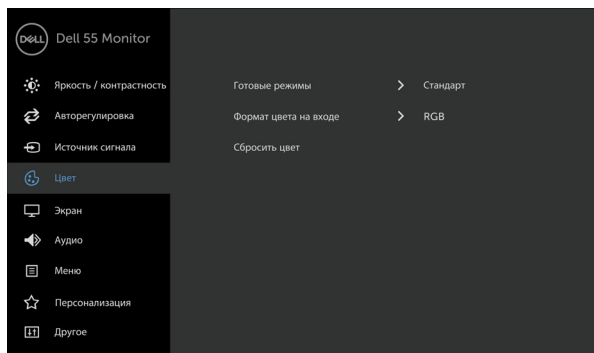 DELL Dell 55 Monitor
Яркость / контрастность
Готовые режимы > Стандарт
Авторегулировка
Формат цвета на входе > RGB
Источник сигнала
Сбросить цвет
Цвет
Экран
Аудио
Меню
Персонализация
Другое